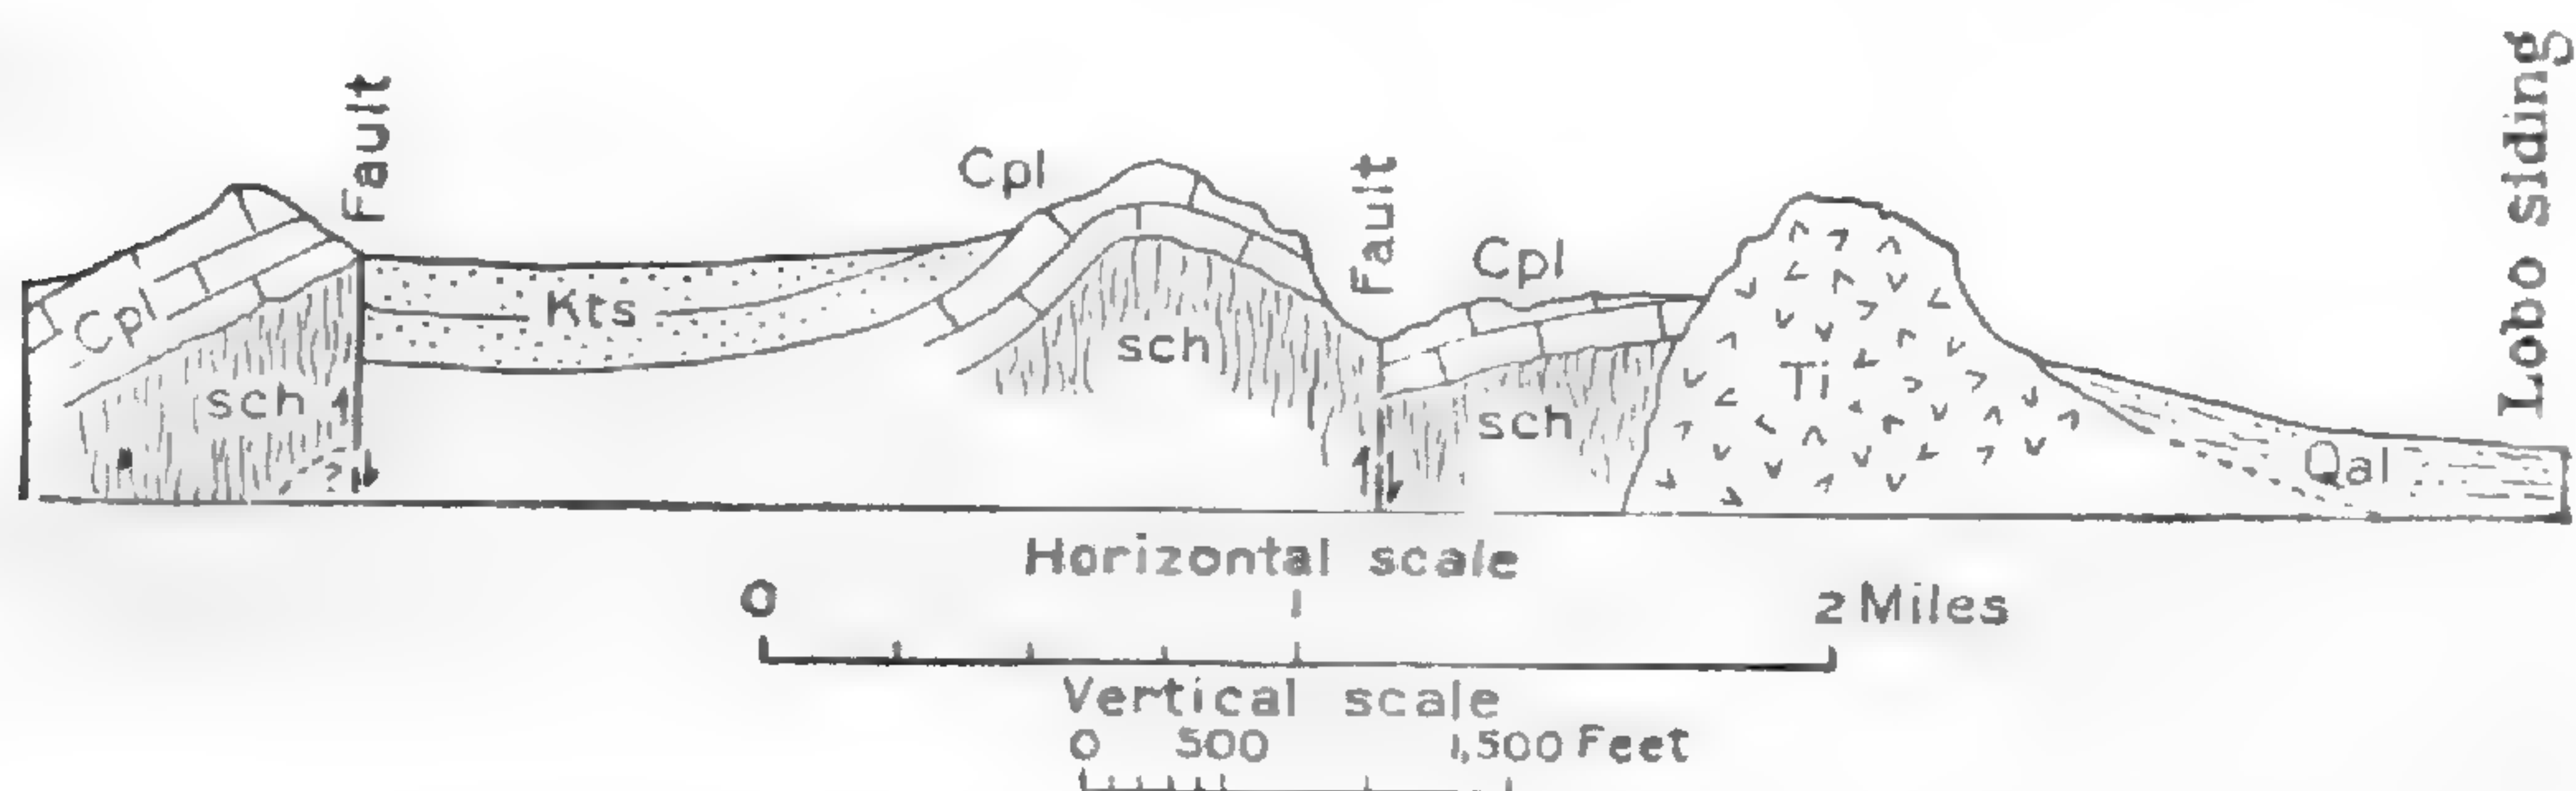 Fault
Cpl
Fault
Cpl
Lobo siding
Cpl
Kts
sch
sch
sch
Ti
Qal
?
Horizontal scale
0 1 2 Miles
Vertical scale
0 500 1,500 Feet